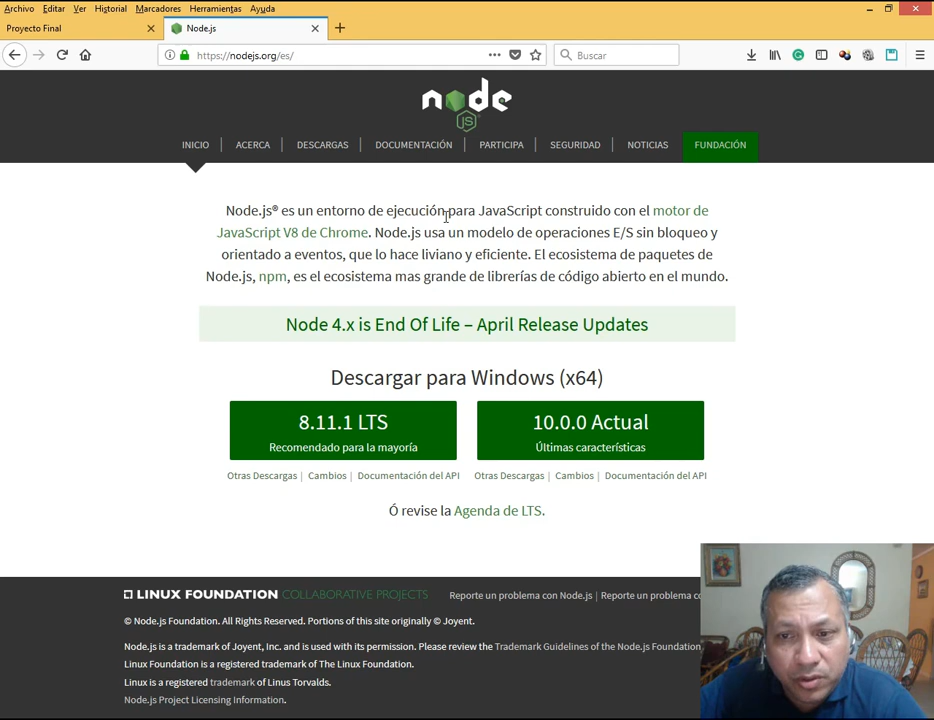 Archivo Editar Ver Historial Marcadores Herramientas Ayuda
Proyecto Final
Node.js
https://nodejs.org/es/
Buscar
node
JS
INICIO | ACERCA | DESCARGAS | DOCUMENTACIÓN | PARTICIPA | SEGURIDAD | NOTICIAS | FUNDACIÓN
Node.js® es un entorno de ejecución para JavaScript construido con el motor de
JavaScript V8 de Chrome. Node.js usa un modelo de operaciones E/S sin bloqueo y
orientado a eventos, que lo hace liviano y eficiente. El ecosistema de paquetes de
Node.js, npm, es el ecosistema mas grande de librerías de código abierto en el mundo.
Node 4.x is End Of Life – April Release Updates
Descargar para Windows (x64)
8.11.1 LTS
Recomendado para la mayoría
10.0.0 Actual
Últimas características
Otras Descargas | Cambios | Documentación del API
Otras Descargas | Cambios | Documentación del API
Ó revise la Agenda de LTS.
LINUX FOUNDATION COLLABORATIVE PROJECTS
Reporte un problema con Node.js | Reporte un problema co
© Node.js Foundation. All Rights Reserved. Portions of this site originally © Joyent.
Node.js is a trademark of Joyent, Inc. and is used with its permission. Please review the Trademark Guidelines of the Node.js Foundation
Linux Foundation is a registered trademark of The Linux Foundation.
Linux is a registered trademark of Linus Torvalds.
Node.js Project Licensing Information.